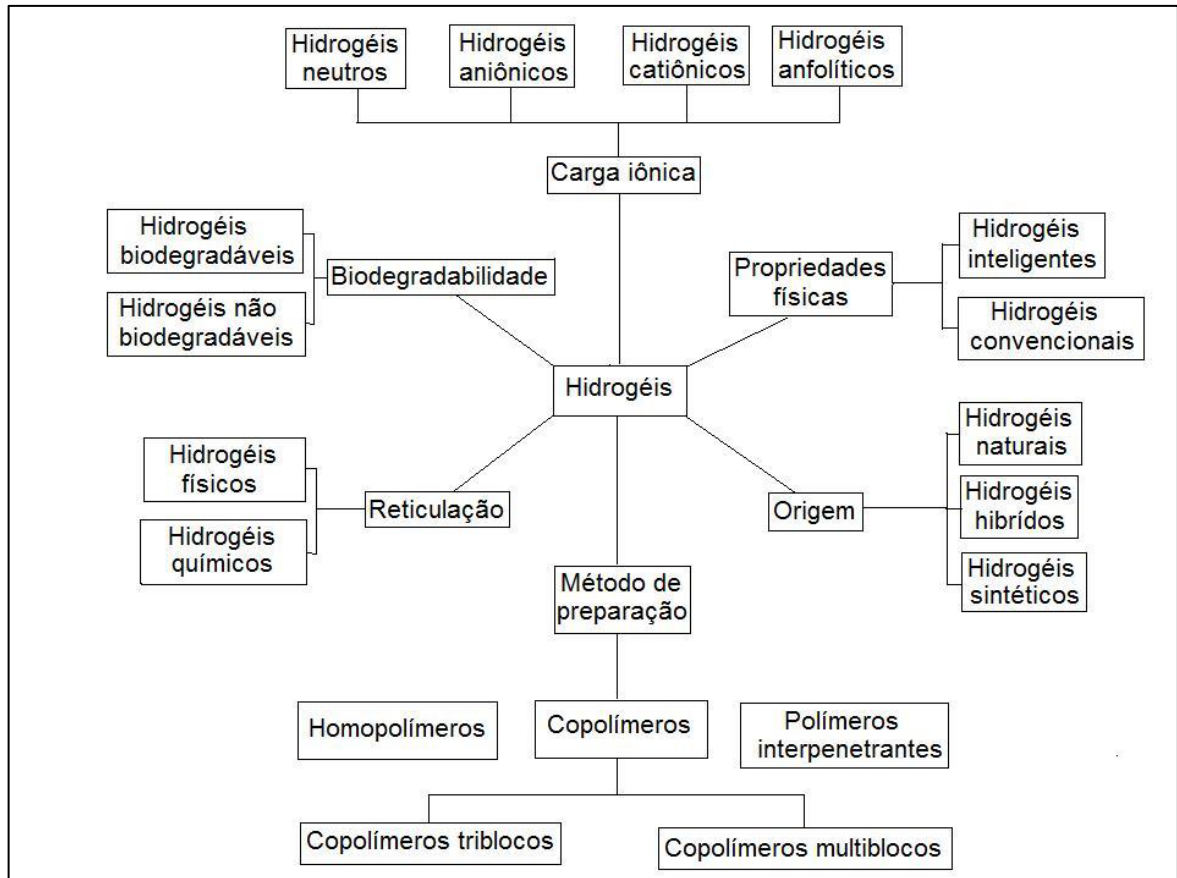 Hidrogéis
neutros
Hidrogéis
aniônicos
Hidrogéis
catiônicos
Hidrogéis
anfolíticos
Carga iônica
Hidrogéis
biodegradáveis
Hidrogéis não
biodegradáveis
Biodegradabilidade
Propriedades
físicas
Hidrogéis
inteligentes
Hidrogéis
convencionais
Hidrogéis
Hidrogéis
físicos
Hidrogéis
químicos
Reticulação
Origem
Hidrogéis
naturais
Hidrogéis
hibrídos
Hidrogéis
sintéticos
Método de
preparação
Homopolímeros
Copolímeros
Polímeros
interpenetrantes
Copolímeros triblocos
Copolímeros multiblocos